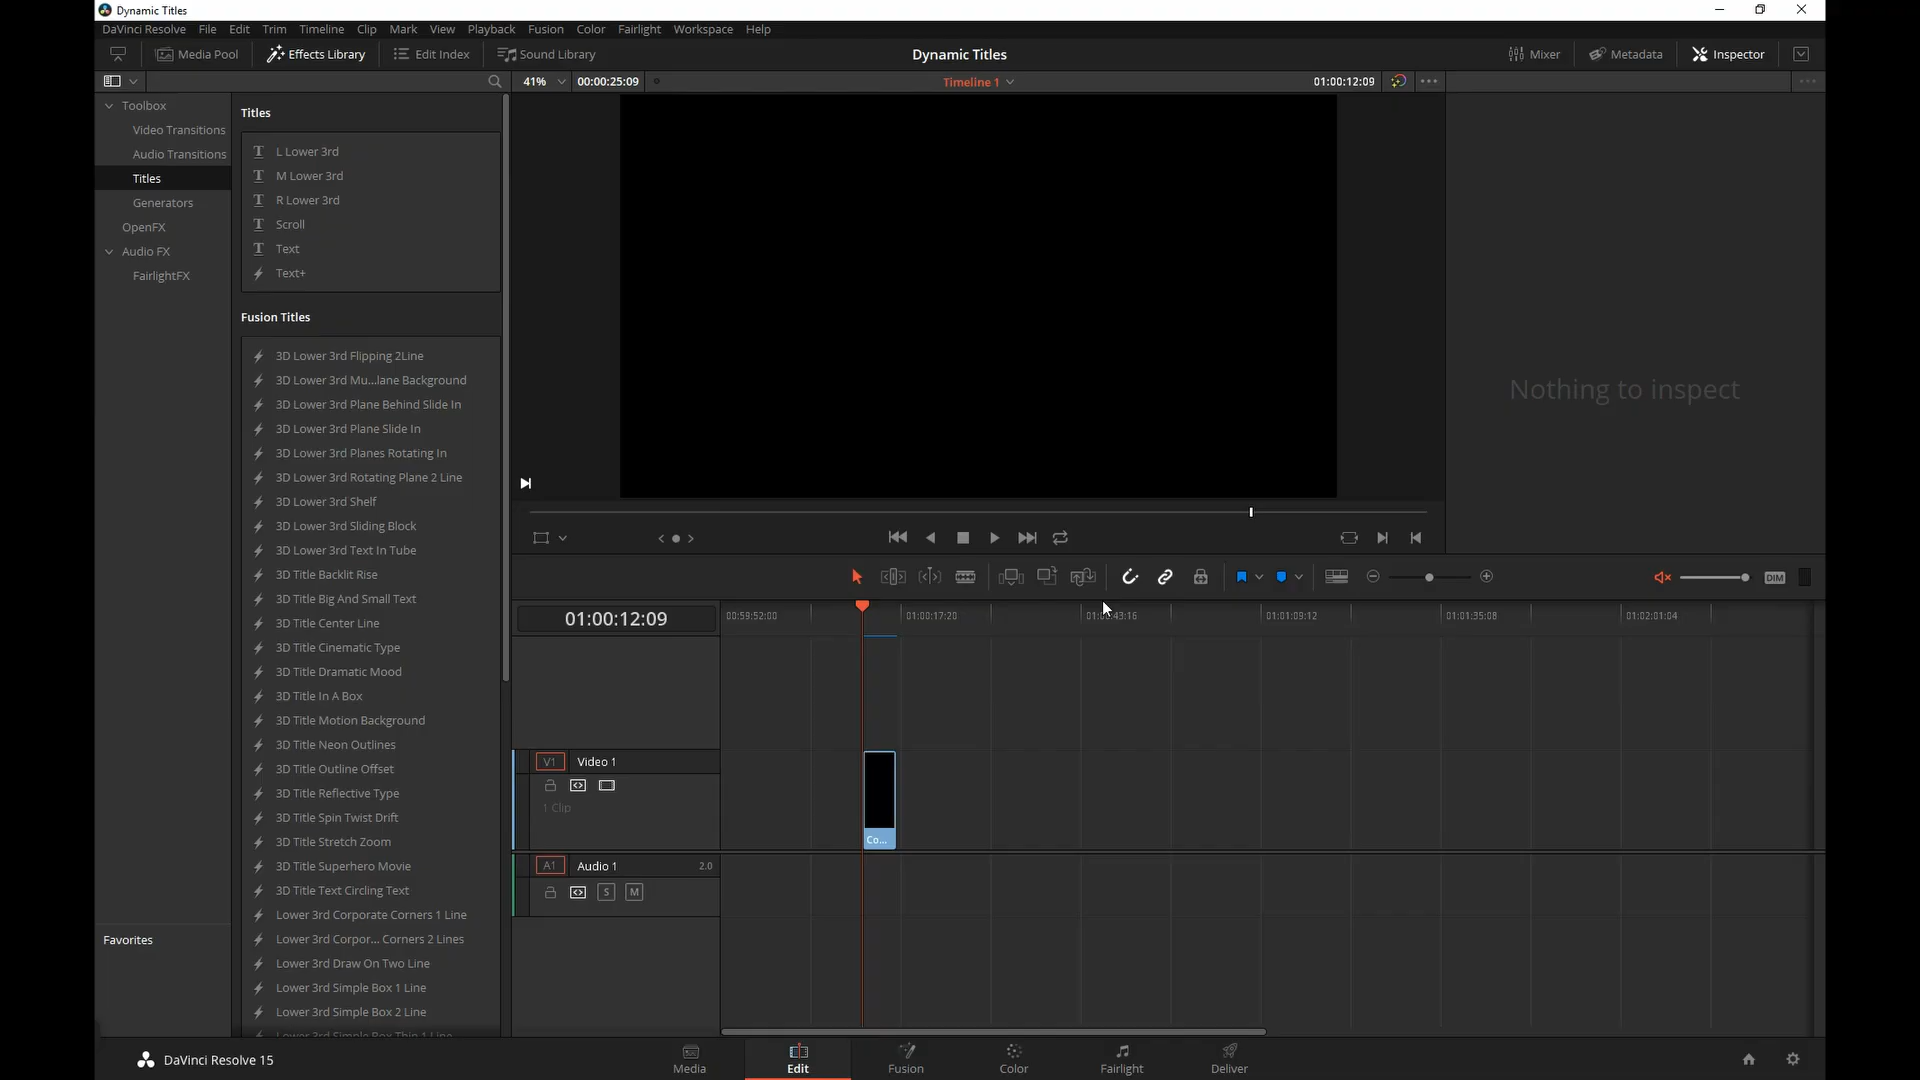 Dynamic Titles
DaVinci Resolve File Edit Trim Timeline Clip Mark View Playback Fusion Color Fairlight Workspace Help
Media Pool Effects Library Edit Index Sound Library Dynamic Titles Mixer Metadata Inspector
41% 00:00:25:09 Timeline 1 01:00:12:09
Toolbox
Video Transitions
Audio Transitions
Titles
Generators
OpenFX
Audio FX
FairlightFX
Favorites
Titles
L Lower 3rd
M Lower 3rd
R Lower 3rd
Scroll
Text
Text+
Fusion Titles
3D Lower 3rd Flipping 2Line
3D Lower 3rd Mu...lane Background
3D Lower 3rd Plane Behind Slide In
3D Lower 3rd Plane Slide In
3D Lower 3rd Planes Rotating In
3D Lower 3rd Rotating Plane 2 Line
3D Lower 3rd Shelf
3D Lower 3rd Sliding Block
3D Lower 3rd Text In Tube
3D Title Backlit Rise
3D Title Big And Small Text
3D Title Center Line
3D Title Cinematic Type
3D Title Dramatic Mood
3D Title In A Box
3D Title Motion Background
3D Title Neon Outlines
3D Title Outline Offset
3D Title Reflective Type
3D Title Spin Twist Drift
3D Title Stretch Zoom
3D Title Superhero Movie
3D Title Text Circling Text
Lower 3rd Corporate Corners 1 Line
Lower 3rd Corpor... Corners 2 Lines
Lower 3rd Draw On Two Line
Lower 3rd Simple Box 1 Line
Lower 3rd Simple Box 2 Line
Lower 3rd Simple Box Thin 1 Line
Nothing to inspect
DIM
01:00:12:09 00:59:52:00 01:00:17:20 01:00:43:16 01:01:09:12 01:01:35:08 01:02:01:04
V1 Video 1
1 Clip
Co...
A1 Audio 1 2.0
S M
DaVinci Resolve 15 Media Edit Fusion Color Fairlight Deliver